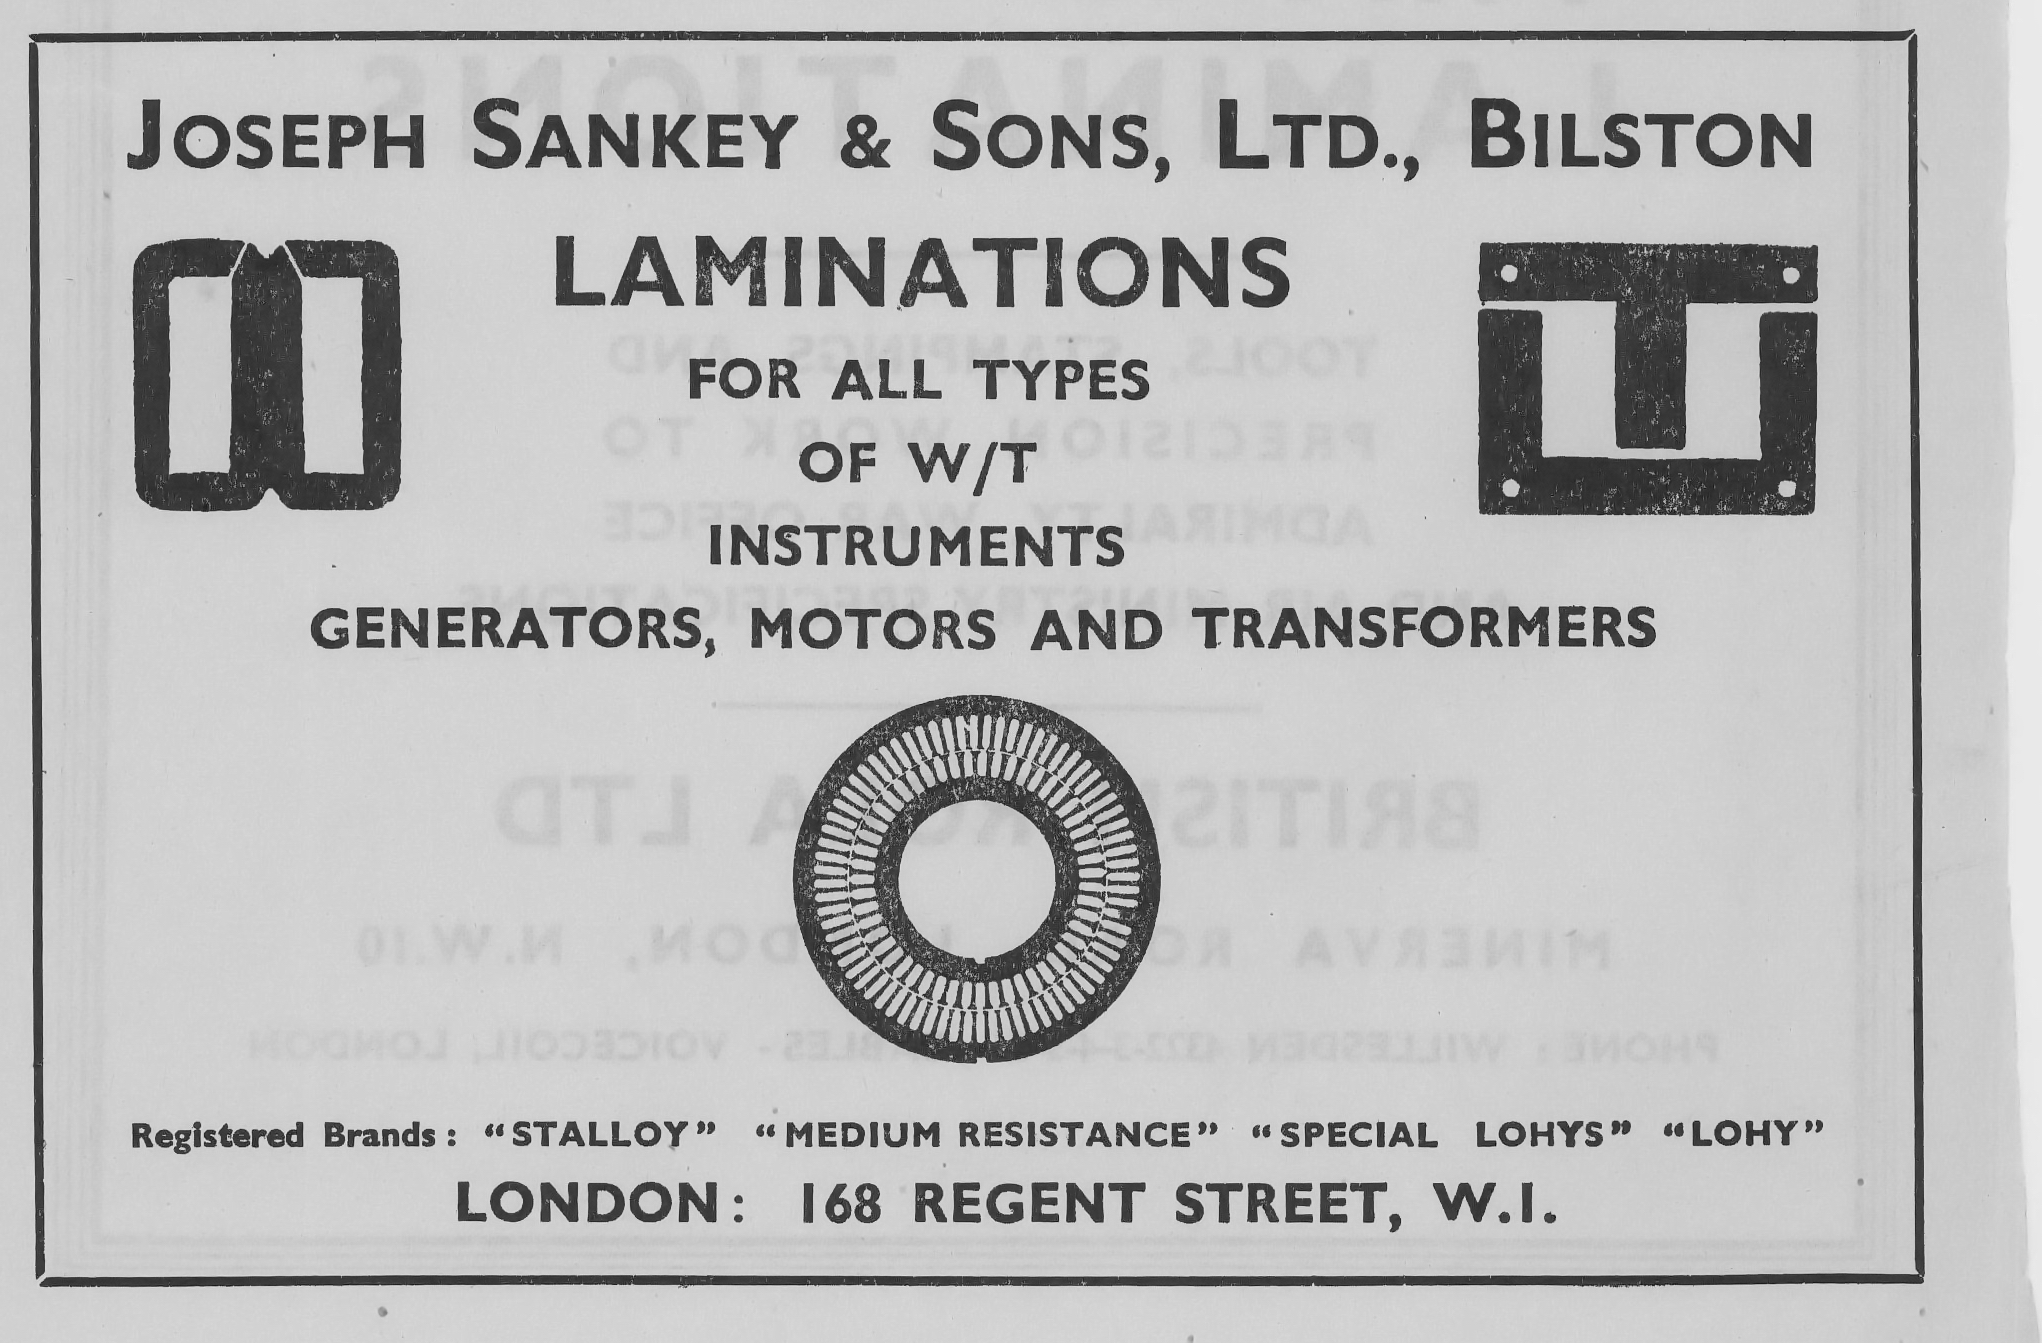 JOSEPH SANKEY & SONS, LTD., BILSTON
LAMINATIONS
FOR ALL TYPES
OF W/T
INSTRUMENTS
GENERATORS, MOTORS AND TRANSFORMERS
Registered Brands: "STALLOY" "MEDIUM RESISTANCE" "SPECIAL LOHYS" "LOHY"
LONDON: 168 REGENT STREET, W.1.